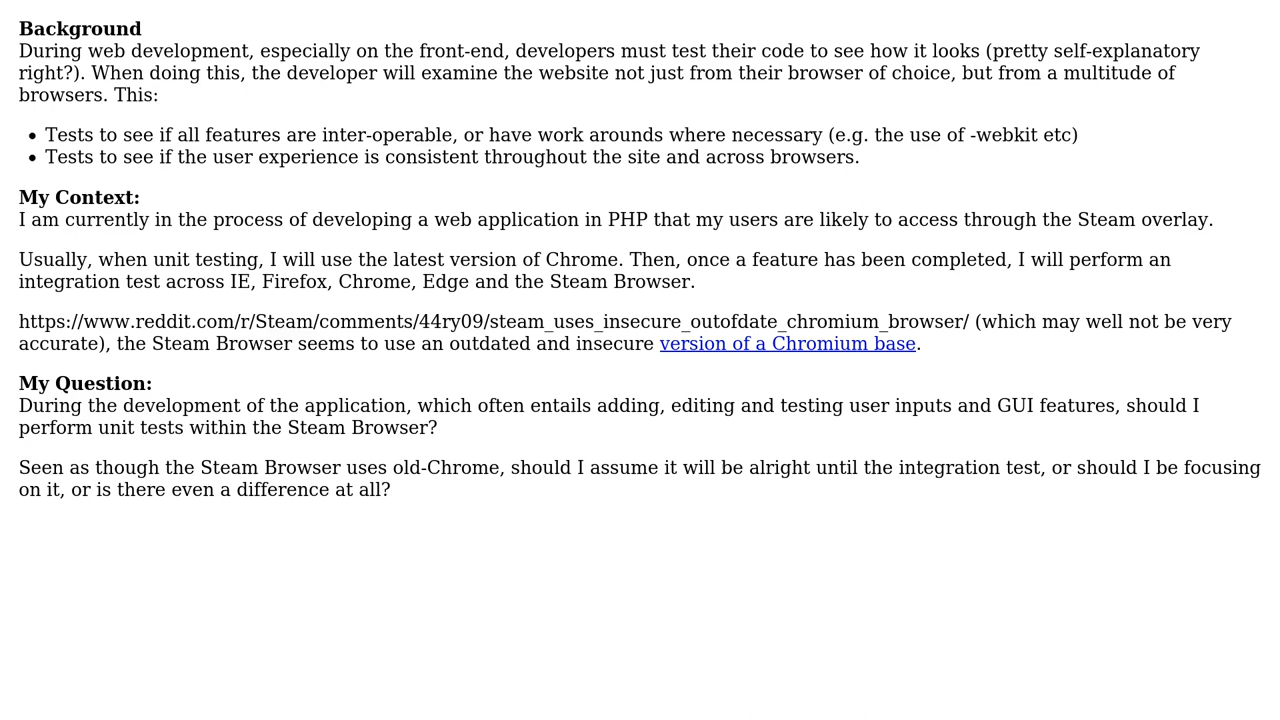 Background
During web development, especially on the front-end, developers must test their code to see how it looks (pretty self-explanatory
right?). When doing this, the developer will examine the website not just from their browser of choice, but from a multitude of
browsers. This:
• Tests to see if all features are inter-operable, or have work arounds where necessary (e.g. the use of -webkit etc)
• Tests to see if the user experience is consistent throughout the site and across browsers.
My Context:
I am currently in the process of developing a web application in PHP that my users are likely to access through the Steam overlay.
Usually, when unit testing, I will use the latest version of Chrome. Then, once a feature has been completed, I will perform an
integration test across IE, Firefox, Chrome, Edge and the Steam Browser.
https://www.reddit.com/r/Steam/comments/44ry09/steam_uses_insecure_outofdate_chromium_browser/ (which may well not be very
accurate), the Steam Browser seems to use an outdated and insecure version of a Chromium base.
My Question:
During the development of the application, which often entails adding, editing and testing user inputs and GUI features, should I
perform unit tests within the Steam Browser?
Seen as though the Steam Browser uses old-Chrome, should I assume it will be alright until the integration test, or should I be focusing
on it, or is there even a difference at all?